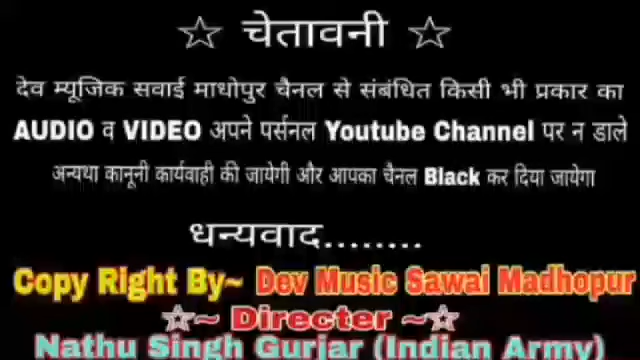 ☆ चेतावनी ☆
देव म्यूजिक सवाई माधोपुर चैनल से संबंधित किसी भी प्रकार का
AUDIO व VIDEO अपने पर्सनल Youtube Channel पर न डाले
अन्यथा कानूनी कार्यवाही की जायेगी और आपका चैनल Black कर दिया जायेगा
धन्यवाद........
Copy Right By~ Dev Music Sawai Madhopur
☆~ Directer ~☆
Nathu Singh Gurjar (Indian Army)